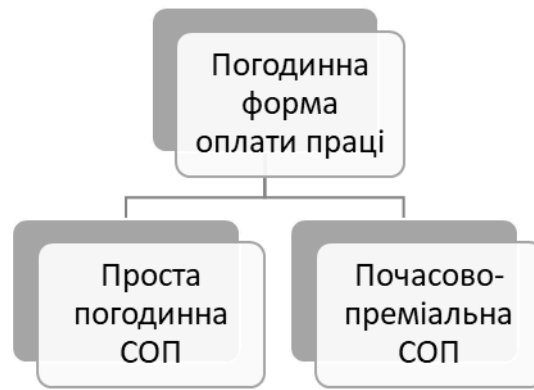 Погодинна
форма
оплати праці
Проста
погодинна
СОП
Почасово-
преміальна
СОП